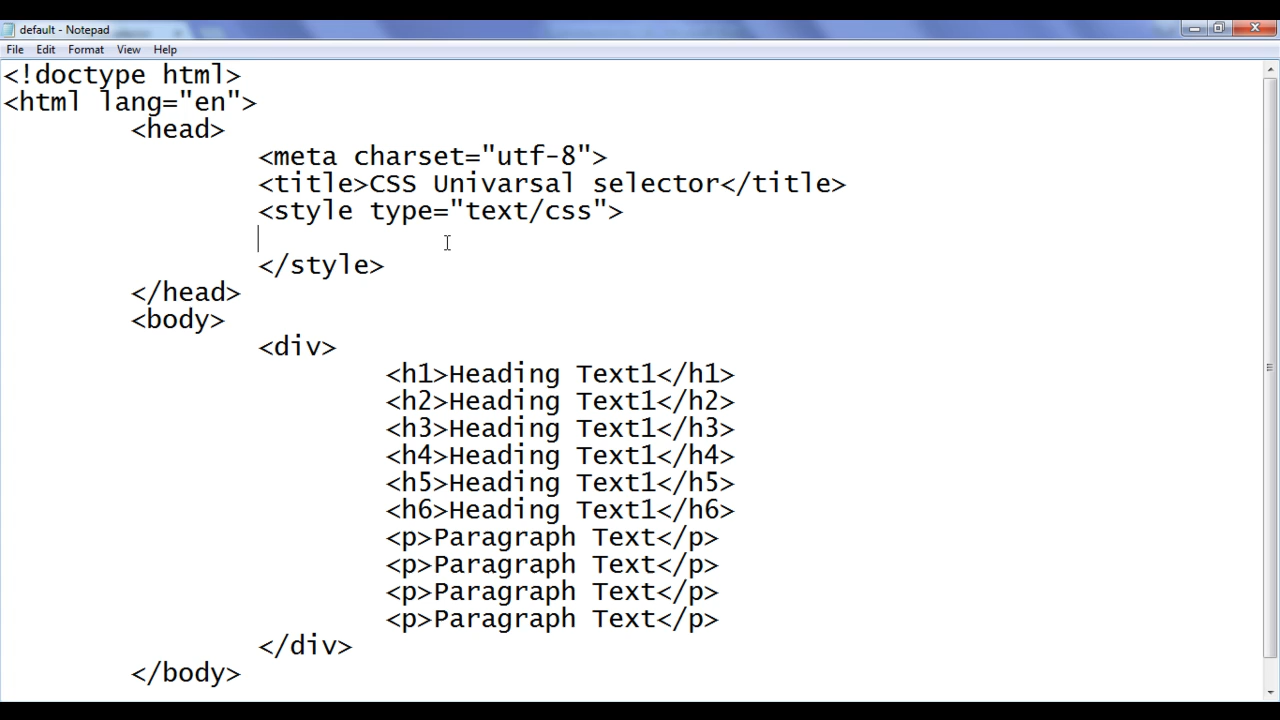 default - Notepad
File Edit Format View Help
<!doctype html>
<html lang="en">
<head>
<meta charset="utf-8">
<title>CSS Univarsal selector</title>
<style type="text/css">
</style>
</head>
<body>
<div>
<h1>Heading Text1</h1>
<h2>Heading Text1</h2>
<h3>Heading Text1</h3>
<h4>Heading Text1</h4>
<h5>Heading Text1</h5>
<h6>Heading Text1</h6>
<p>Paragraph Text</p>
<p>Paragraph Text</p>
<p>Paragraph Text</p>
<p>Paragraph Text</p>
</div>
</body>